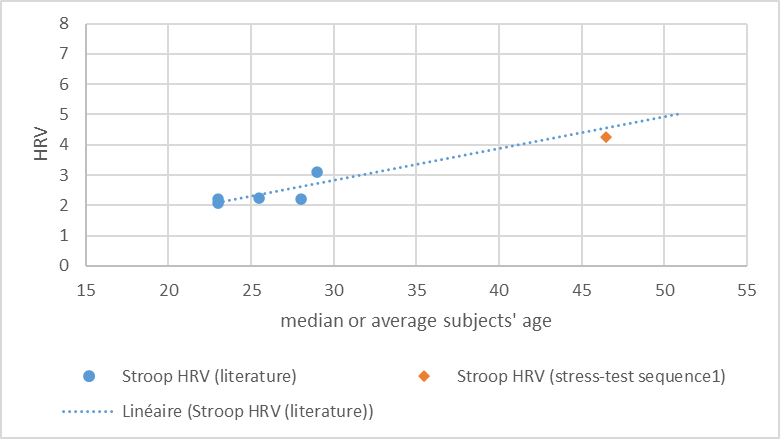 8
7
6
5
4
3
2
1
0
HRV
15 20 25 30 35 40 45 50 55
median or average subjects' age
Stroop HRV (literature) Stroop HRV (stress-test sequence1)
Linéaire (Stroop HRV (literature))